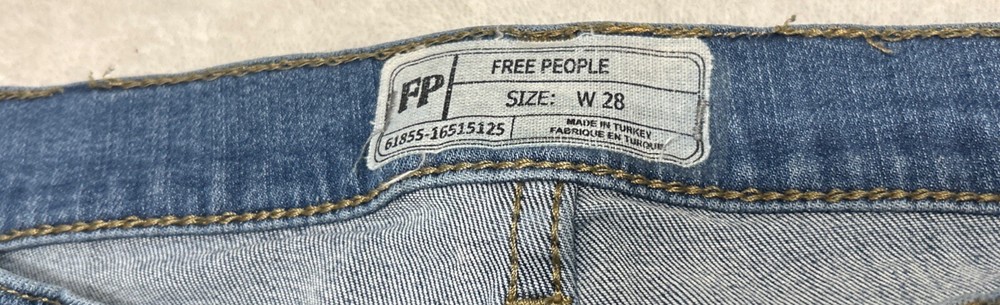 FP
FREE PEOPLE
SIZE: W 28
61855-16515125
MADE IN TURKEY
FABRIQUE EN TURQUIE